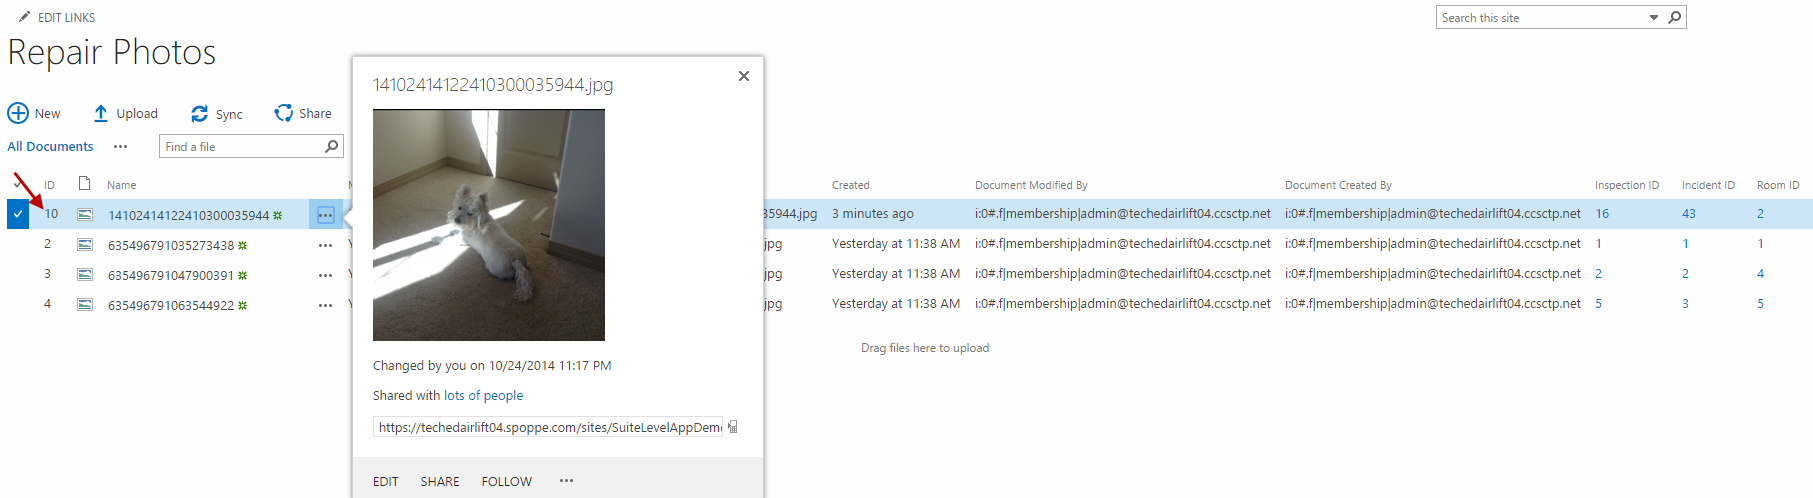 EDIT LINKS
Search this site
Repair Photos
New Upload Sync Share
All Documents ••• Find a file
ID Name Created Document Modified By Document Created By Inspection ID Incident ID Room ID
10 14102414122410300035944 ••• 35944.jpg 3 minutes ago i:0#.f|membership|admin@techedairlift04.ccsctp.net i:0#.f|membership|admin@techedairlift04.ccsctp.net 16 43 2
2 635496791035273438 ••• .jpg Yesterday at 11:38 AM i:0#.f|membership|admin@techedairlift04.ccsctp.net i:0#.f|membership|admin@techedairlift04.ccsctp.net 1 1 1
3 635496791047900391 ••• .jpg Yesterday at 11:38 AM i:0#.f|membership|admin@techedairlift04.ccsctp.net i:0#.f|membership|admin@techedairlift04.ccsctp.net 2 2 4
4 635496791063544922 ••• .jpg Yesterday at 11:38 AM i:0#.f|membership|admin@techedairlift04.ccsctp.net i:0#.f|membership|admin@techedairlift04.ccsctp.net 5 3 5
Drag files here to upload
14102414122410300035944.jpg
Changed by you on 10/24/2014 11:17 PM
Shared with lots of people
https://techedairlift04.spoppe.com/sites/SuiteLevelAppDem
EDIT SHARE FOLLOW •••